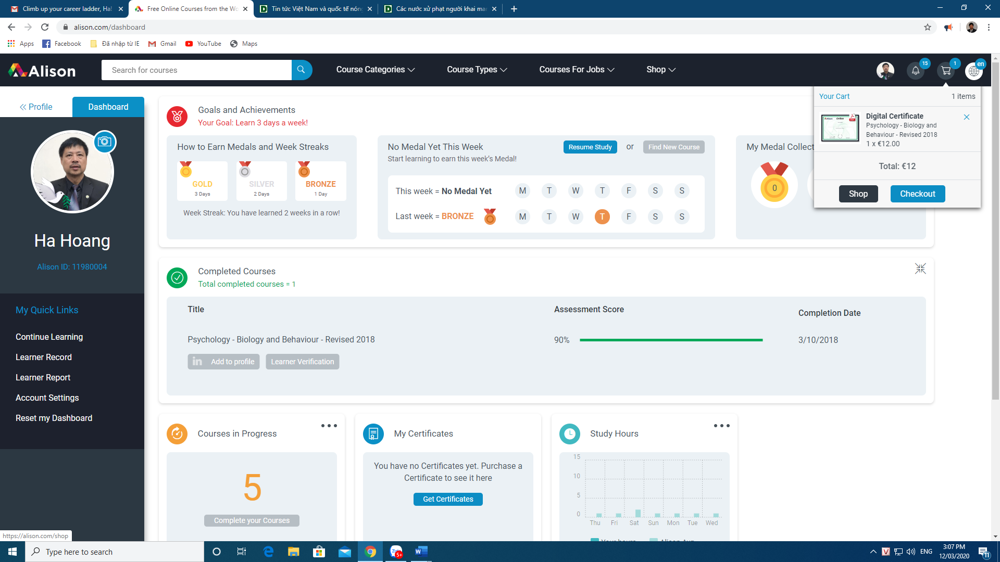 Climb up your career ladder, Ha!
Free Online Courses from the Wo
Tin tức Việt Nam và quốc tế nóng
Các nước xử phạt người khai man
alison.com/dashboard
Apps
Facebook
Đã nhập từ IE
Gmail
YouTube
Maps
Alison
Search for courses
Course Categories
Course Types
Courses For Jobs
Shop
15
1
en
Profile
Dashboard
Ha Hoang
Alison ID: 11980004
My Quick Links
Continue Learning
Learner Record
Learner Report
Account Settings
Reset my Dashboard
Goals and Achievements
Your Goal: Learn 3 days a week!
How to Earn Medals and Week Streaks
GOLD
3 Days
SILVER
2 Days
BRONZE
1 Day
Week Streak: You have learned 2 weeks in a row!
No Medal Yet This Week
Resume Study
or
Find New Course
Start learning to earn this week's Medal!
This week = No Medal Yet
M T W T F S S
Last week = BRONZE
M T W T F S S
My Medal Collect
0
Your Cart
1 items
Digital Certificate
Psychology - Biology and
Behaviour - Revised 2018
1 x €12.00
Total: €12
Shop
Checkout
Completed Courses
Total completed courses = 1
Title
Assessment Score
Completion Date
Psychology - Biology and Behaviour - Revised 2018
90%
3/10/2018
in Add to profile
Learner Verification
Courses in Progress
5
Complete your Courses
My Certificates
You have no Certificates yet. Purchase a
Certificate to see it here
Get Certificates
Study Hours
15
10
5
0
Thu Fri Sat Sun Mon Tue Wed
Your hours
Alison Avg
https://alison.com/shop
Type here to search
Zalo
5+
W
V
ENG
3:07 PM
12/03/2020
11